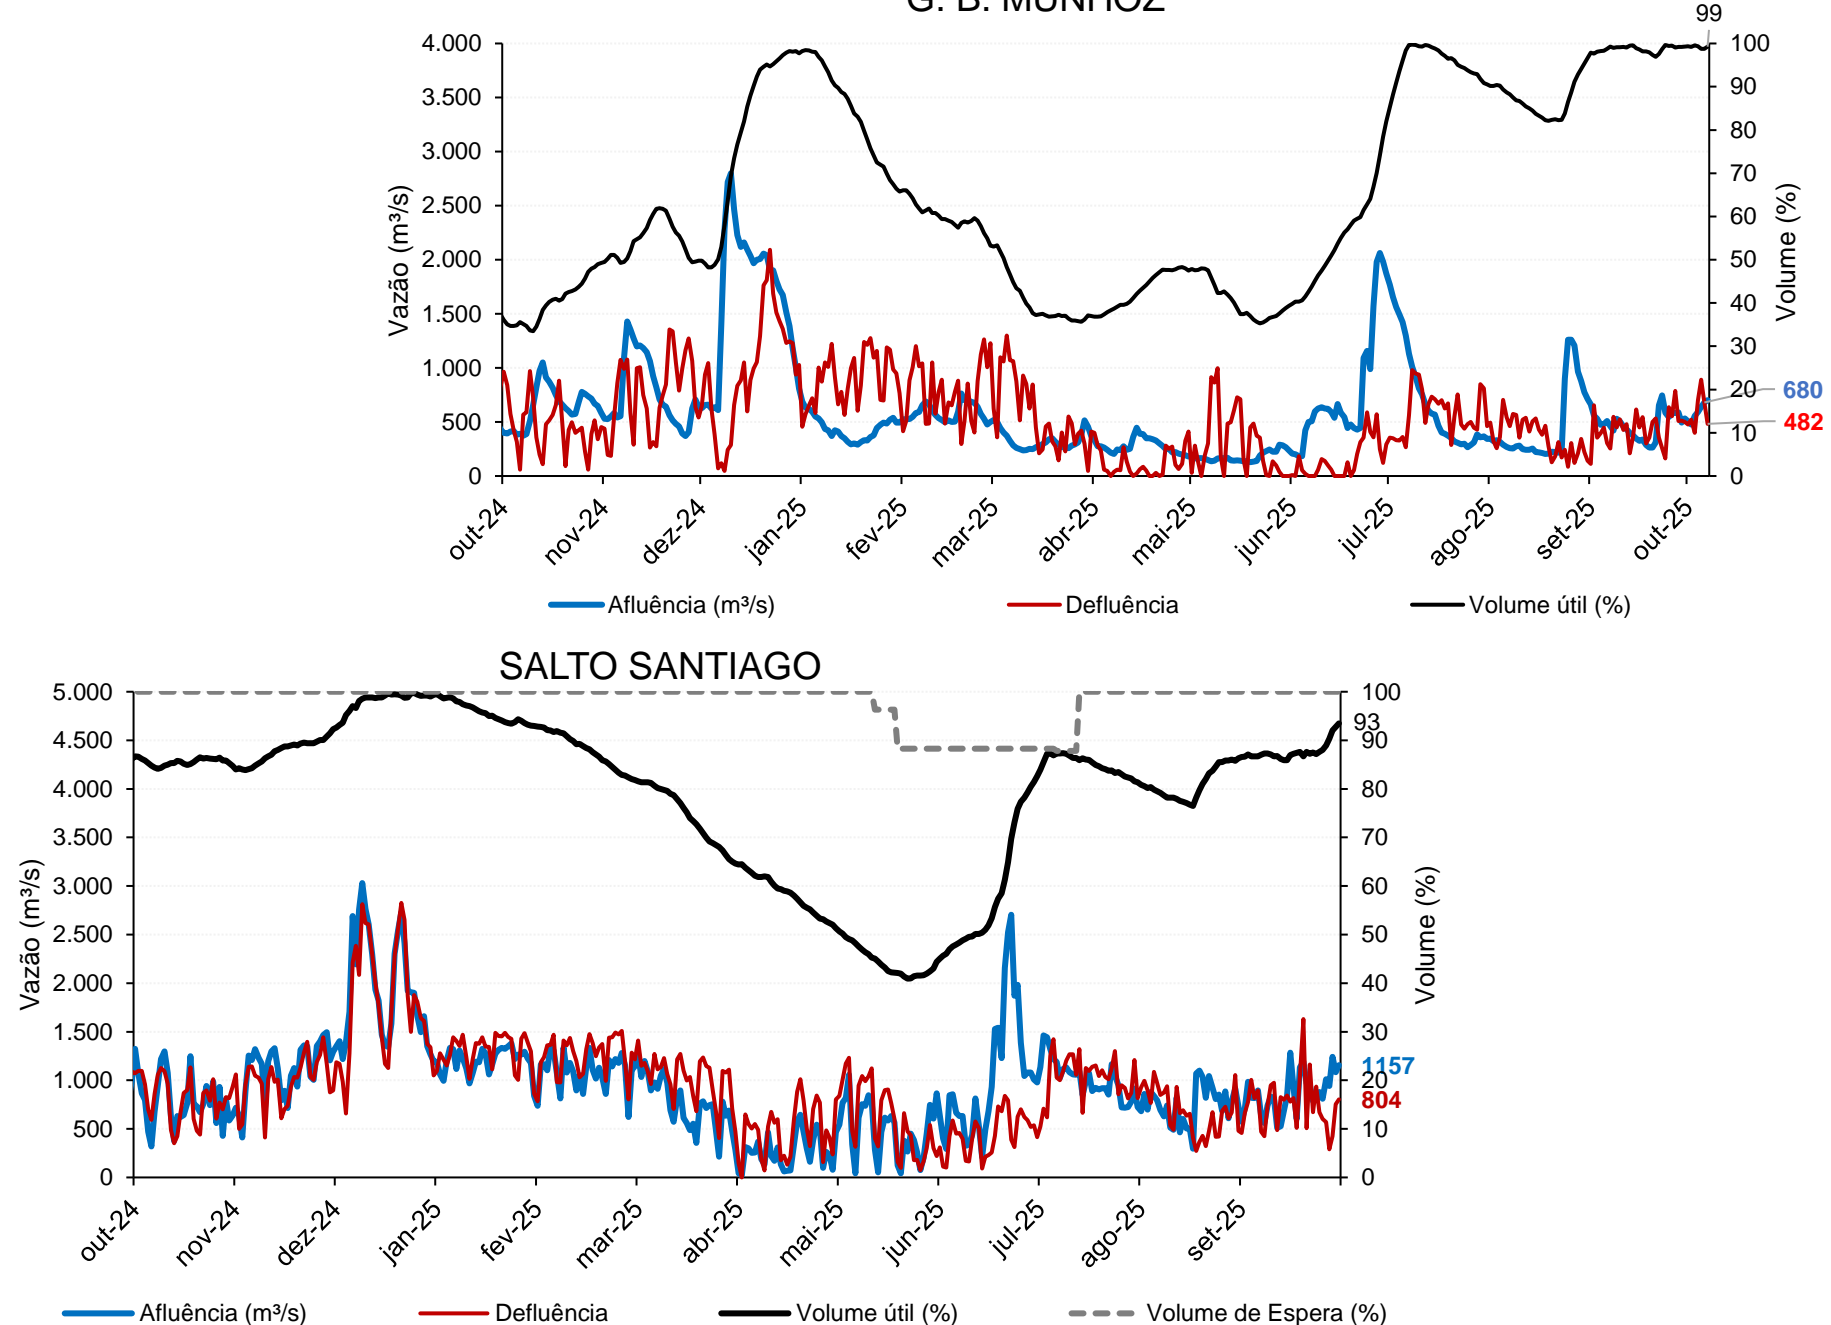 G. B. MUNHOZ
99
4.000
3.500
3.000
2.500
2.000
1.500
1.000
500
0
Vazão (m³/s)
100
90
80
70
60
50
40
30
20
10
0
Volume (%)
680
482
out-24
nov-24
dez-24
jan-25
fev-25
mar-25
abr-25
mai-25
jun-25
jul-25
ago-25
set-25
out-25
Afluência (m³/s)
Defluência
Volume útil (%)
SALTO SANTIAGO
5.000
4.500
4.000
3.500
3.000
2.500
2.000
1.500
1.000
500
0
Vazão (m³/s)
100
93
90
80
70
60
50
40
30
20
10
0
Volume (%)
1157
804
out-24
nov-24
dez-24
jan-25
fev-25
mar-25
abr-25
mai-25
jun-25
jul-25
ago-25
set-25
Afluência (m³/s)
Defluência
Volume útil (%)
Volume de Espera (%)